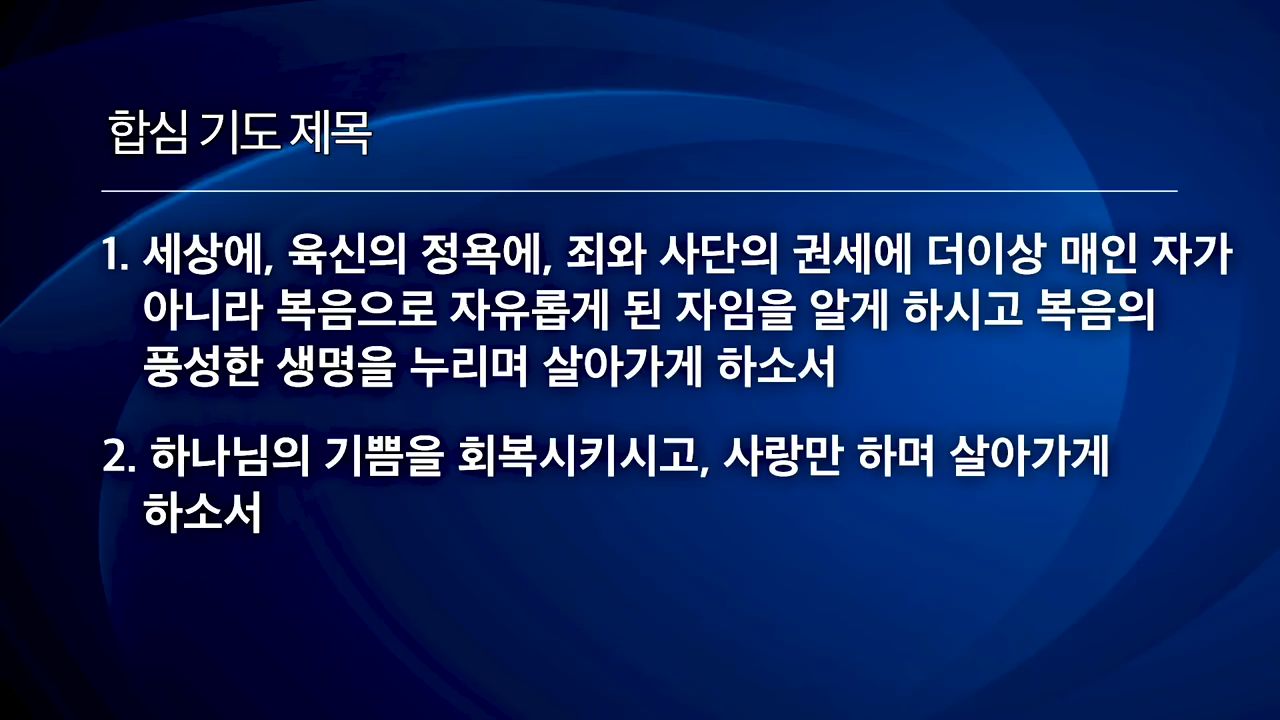 합심 기도 제목
1. 세상에, 육신의 정욕에, 죄와 사단의 권세에 더이상 매인 자가
아니라 복음으로 자유롭게 된 자임을 알게 하시고 복음의
풍성한 생명을 누리며 살아가게 하소서
2. 하나님의 기쁨을 회복시키시고, 사랑만 하며 살아가게
하소서